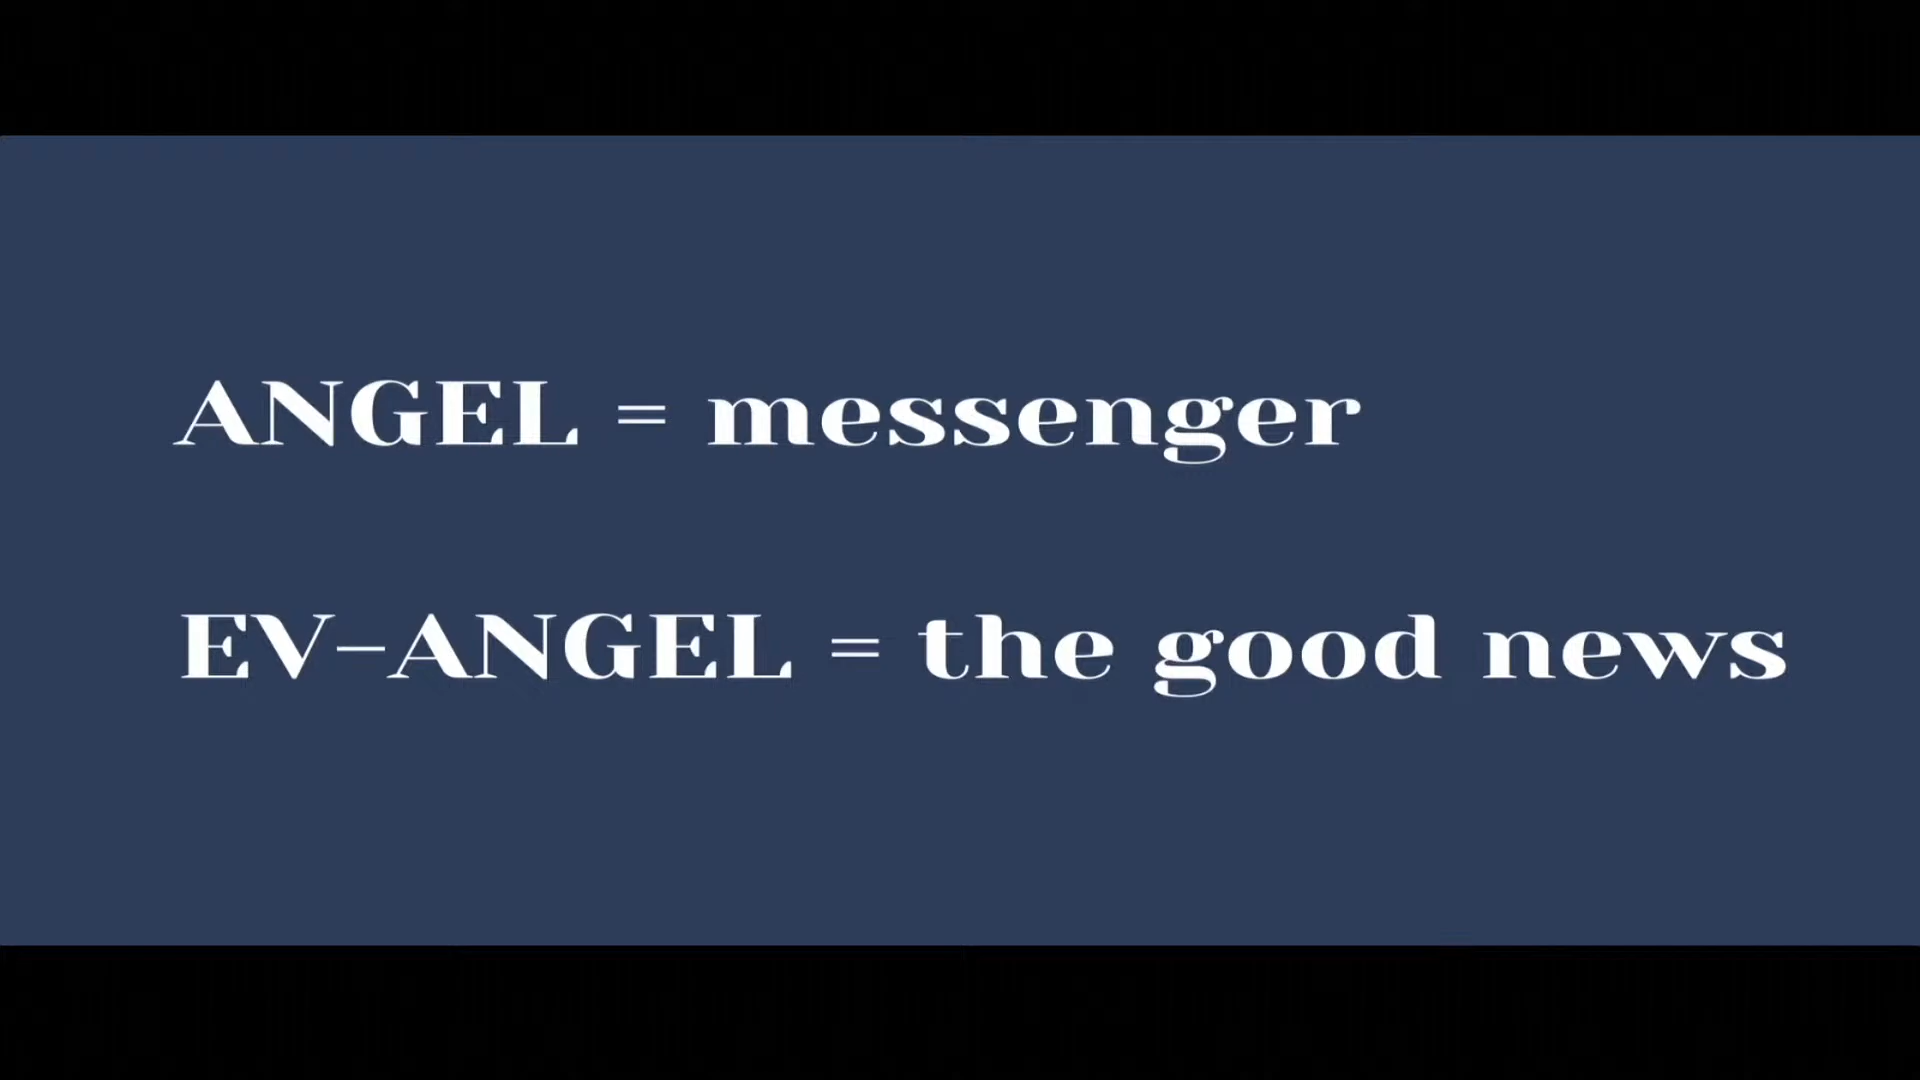 ANGEL = messenger
EV-ANGEL = the good news